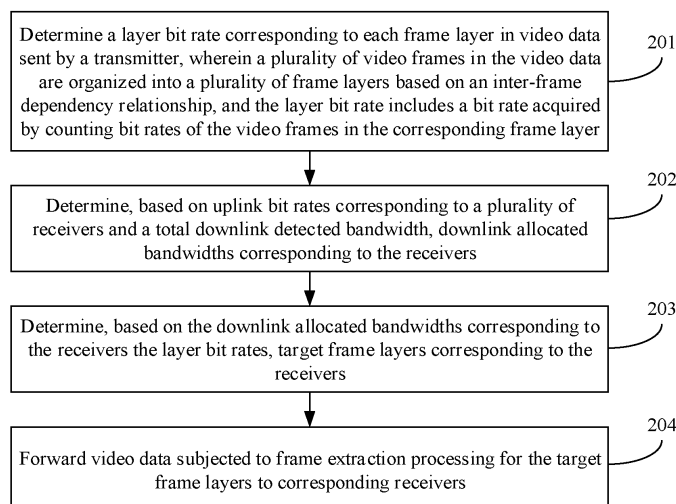 Determine a layer bit rate corresponding to each frame layer in video data
sent by a transmitter, wherein a plurality of video frames in the video data
are organized into a plurality of frame layers based on an inter-frame
dependency relationship, and the layer bit rate includes a bit rate acquired
by counting bit rates of the video frames in the corresponding frame layer
201
Determine, based on uplink bit rates corresponding to a plurality of
receivers and a total downlink detected bandwidth, downlink allocated
bandwidths corresponding to the receivers
202
Determine, based on the downlink allocated bandwidths corresponding to
the receivers the layer bit rates, target frame layers corresponding to the
receivers
203
Forward video data subjected to frame extraction processing for the target
frame layers to corresponding receivers
204